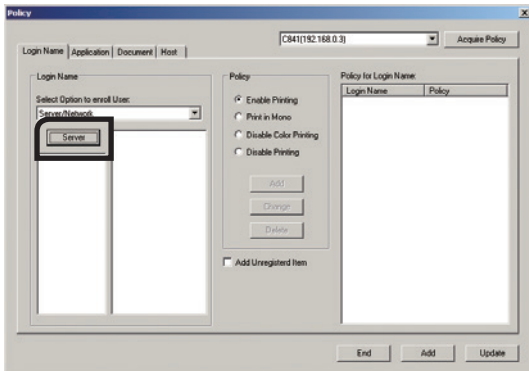 Policy
C841(192.168.0.3)
Acquire Policy
Login Name
Application
Document
Host
Login Name
Select Option to enroll User:
Server/Network
Server
Policy
Enable Printing
Print in Mono
Disable Color Printing
Disable Printing
Add
Change
Delete
Add Unregisterd Item
Policy for Login Name:
Login Name
Policy
End
Add
Update